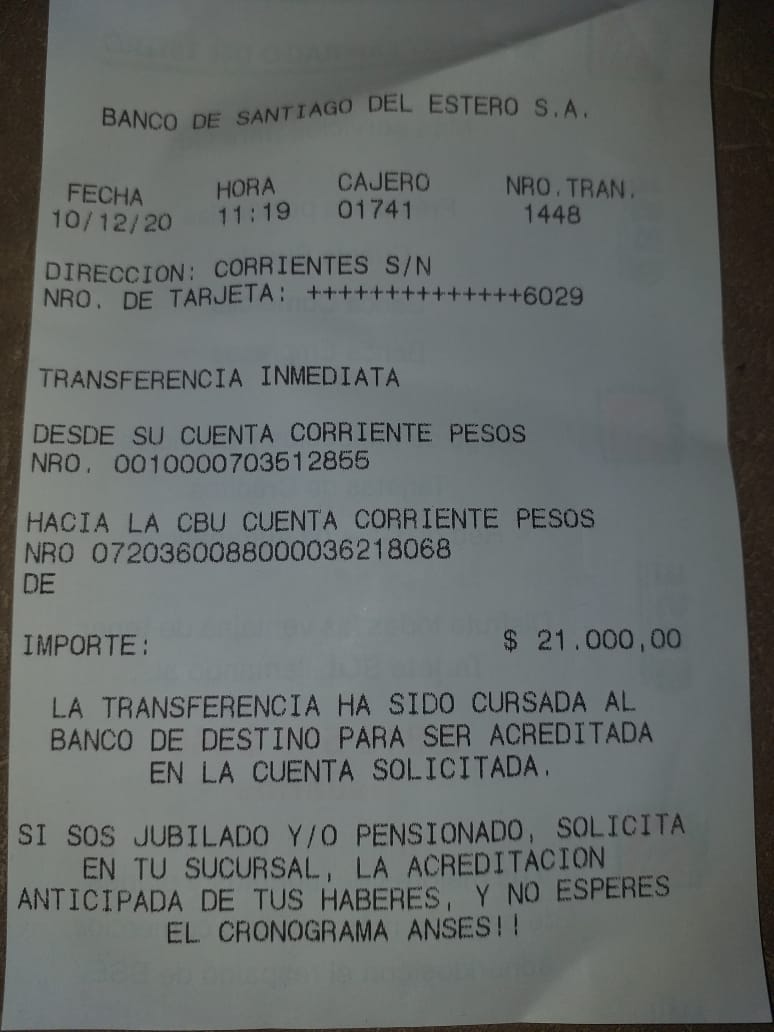 BANCO DE SANTIAGO DEL ESTERO S.A.
FECHA HORA CAJERO NRO.TRAN.
10/12/20 11:19 01741 1448
DIRECCION: CORRIENTES S/N
NRO. DE TARJETA: ++++++++++++++6029
TRANSFERENCIA INMEDIATA
DESDE SU CUENTA CORRIENTE PESOS
NRO. 0010000703512855
HACIA LA CBU CUENTA CORRIENTE PESOS
NRO 0720360088000036218068
DE
IMPORTE: $ 21.000,00
LA TRANSFERENCIA HA SIDO CURSADA AL
BANCO DE DESTINO PARA SER ACREDITADA
EN LA CUENTA SOLICITADA.
SI SOS JUBILADO Y/O PENSIONADO, SOLICITA
EN TU SUCURSAL, LA ACREDITACION
ANTICIPADA DE TUS HABERES, Y NO ESPERES
EL CRONOGRAMA ANSES!!